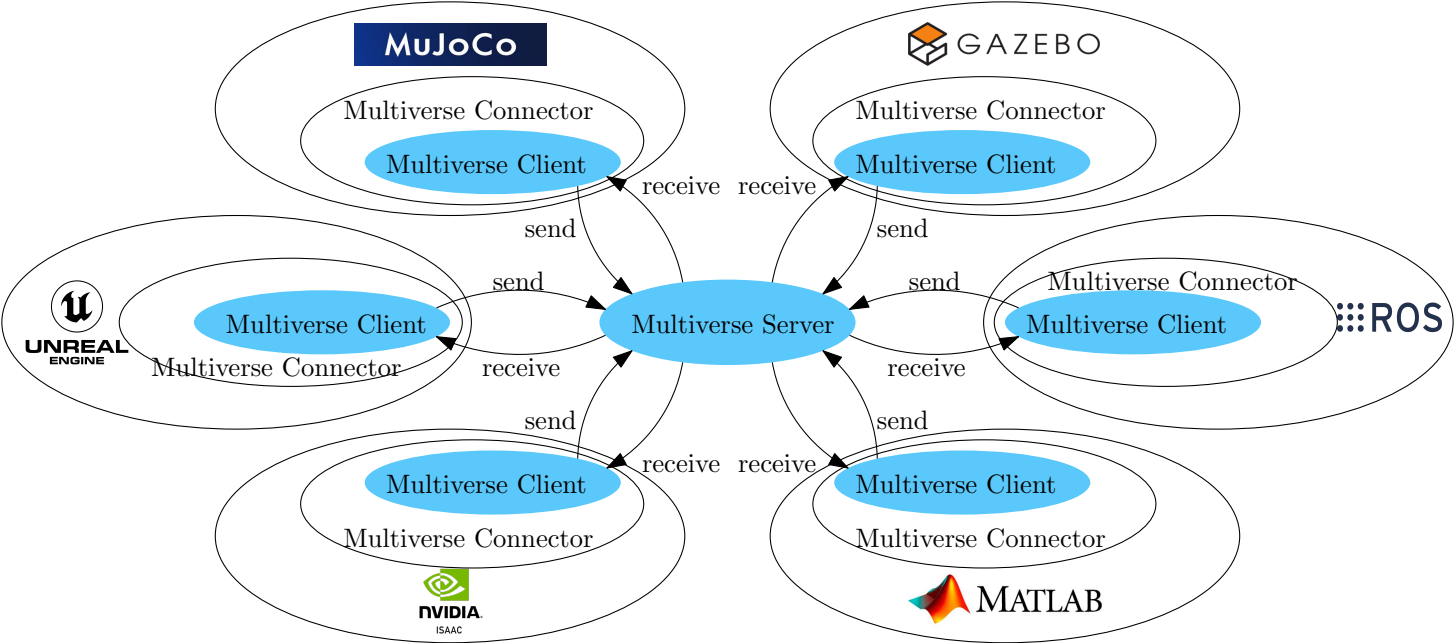 MuJoCo
GAZEBO
Multiverse Connector
Multiverse Connector
Multiverse Client
Multiverse Client
receive
receive
send
send
send
send
Multiverse Connector
UNREAL
ENGINE
Multiverse Client
Multiverse Server
Multiverse Client
ROS
Multiverse Connector
receive
receive
send
send
receive
receive
Multiverse Client
Multiverse Client
Multiverse Connector
Multiverse Connector
NVIDIA.
ISAAC
MATLAB